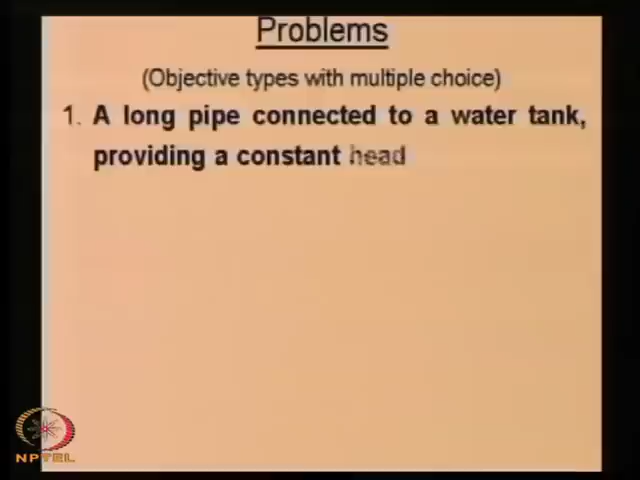 Problems
(Objective types with multiple choice)
1. A long pipe connected to a water tank,
providing a constant head
NPTEL